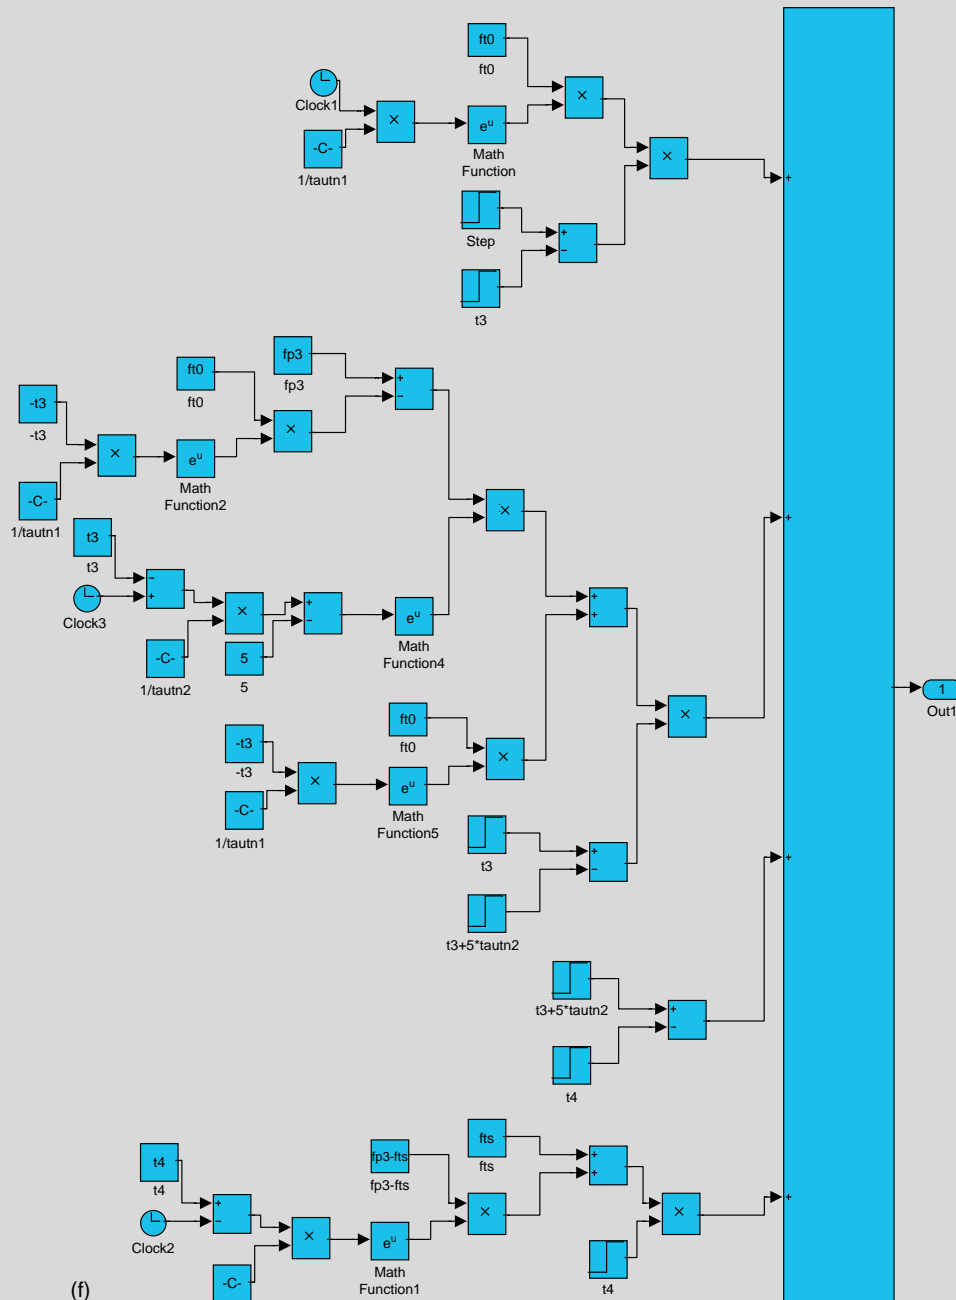 ft0
ft0
Clock1
×
×
-C-
1/tautn1
e^u
Math
Function
×
+
Step
+
−
t3
fp3
fp3
ft0
ft0
+
−
-t3
-t3
×
×
e^u
Math
Function2
-C-
1/tautn1
×
t3
t3
−
+
Clock3
×
+
−
e^u
Math
Function4
+
+
-C-
1/tautn2
5
5
ft0
ft0
×
×
-t3
-t3
×
e^u
Math
Function5
-C-
1/tautn1
+
1
Out1
t3
+
−
t3+5*tautn2
+
t3+5*tautn2
+
−
t4
fts
fts
fp3-fts
fp3-fts
+
+
t4
t4
+
−
Clock2
×
e^u
Math
Function1
×
×
+
-C-
t4
(f)